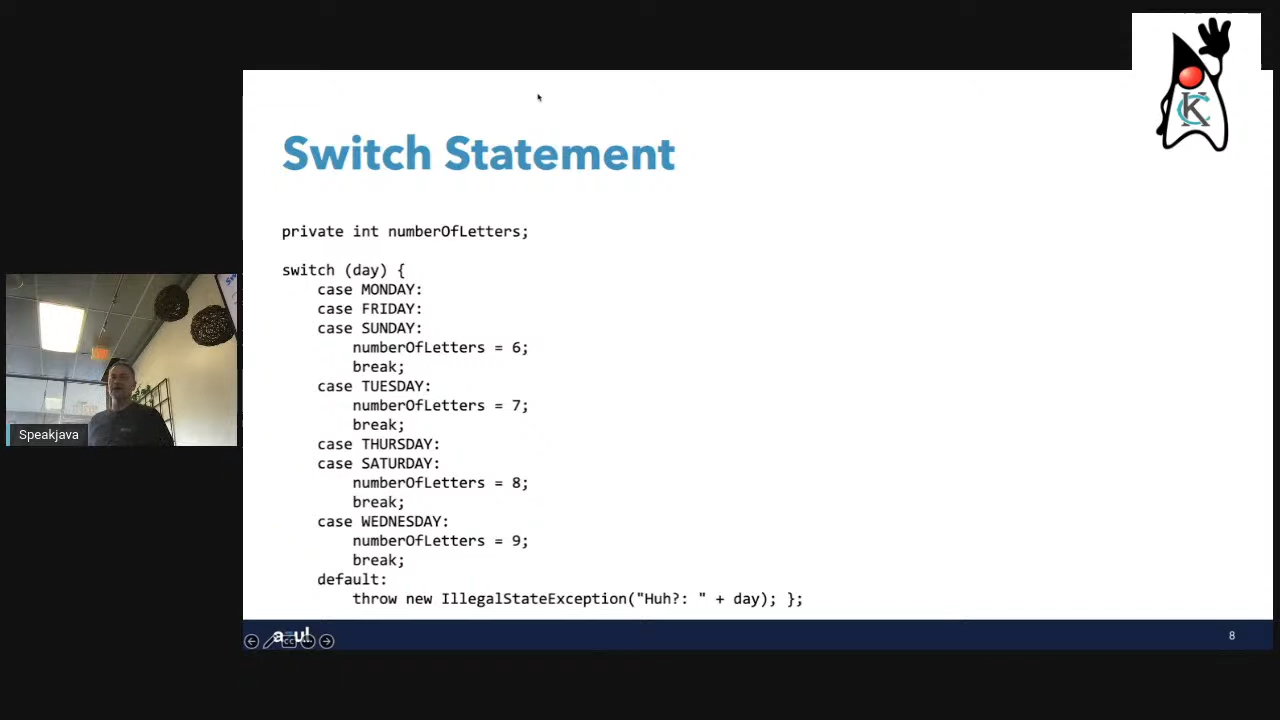 Switch Statement
private int numberOfLetters;
switch (day) {
case MONDAY:
case FRIDAY:
case SUNDAY:
numberOfLetters = 6;
break;
case TUESDAY:
numberOfLetters = 7;
break;
case THURSDAY:
case SATURDAY:
numberOfLetters = 8;
break;
case WEDNESDAY:
numberOfLetters = 9;
break;
default:
throw new IllegalStateException("Huh?: " + day); };
8
Speakjava
KC